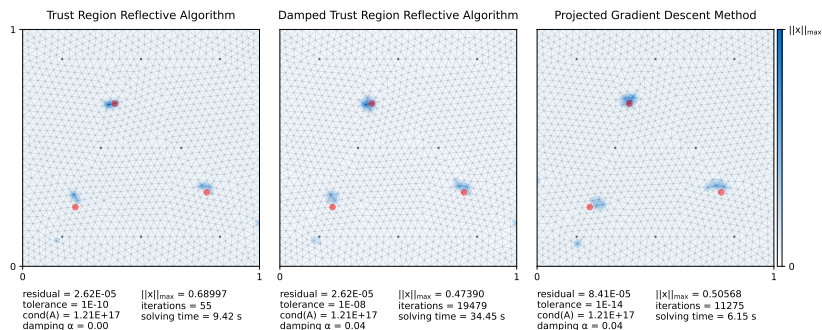 Trust Region Reflective Algorithm
Damped Trust Region Reflective Algorithm
Projected Gradient Descent Method
1
||x||max
0
0
1
0
1
0
1
0
residual = 2.62E-05
tolerance = 1E-10
cond(A) = 1.21E+17
damping α = 0.00
||x||max = 0.68997
iterations = 55
solving time = 9.42 s
residual = 2.62E-05
tolerance = 1E-08
cond(A) = 1.21E+17
damping α = 0.04
||x||max = 0.47390
iterations = 19479
solving time = 34.45 s
residual = 8.41E-05
tolerance = 1E-14
cond(A) = 1.21E+17
damping α = 0.04
||x||max = 0.50568
iterations = 11275
solving time = 6.15 s